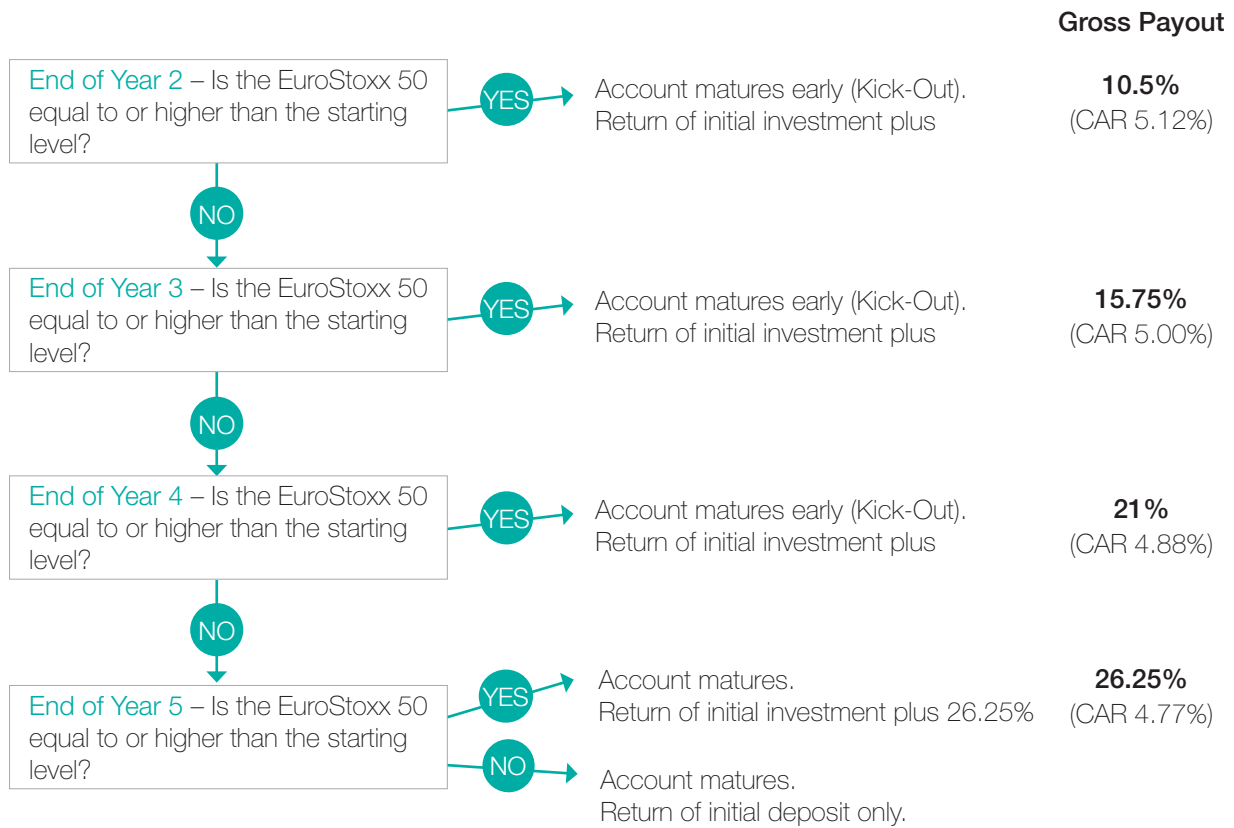 Gross Payout
End of Year 2 – Is the EuroStoxx 50
equal to or higher than the starting
level?
YES
Account matures early (Kick-Out).
Return of initial investment plus
10.5%
(CAR 5.12%)
NO
End of Year 3 – Is the EuroStoxx 50
equal to or higher than the starting
level?
YES
Account matures early (Kick-Out).
Return of initial investment plus
15.75%
(CAR 5.00%)
NO
End of Year 4 – Is the EuroStoxx 50
equal to or higher than the starting
level?
YES
Account matures early (Kick-Out).
Return of initial investment plus
21%
(CAR 4.88%)
NO
End of Year 5 – Is the EuroStoxx 50
equal to or higher than the starting
level?
YES
Account matures.
Return of initial investment plus 26.25%
26.25%
(CAR 4.77%)
NO
Account matures.
Return of initial deposit only.